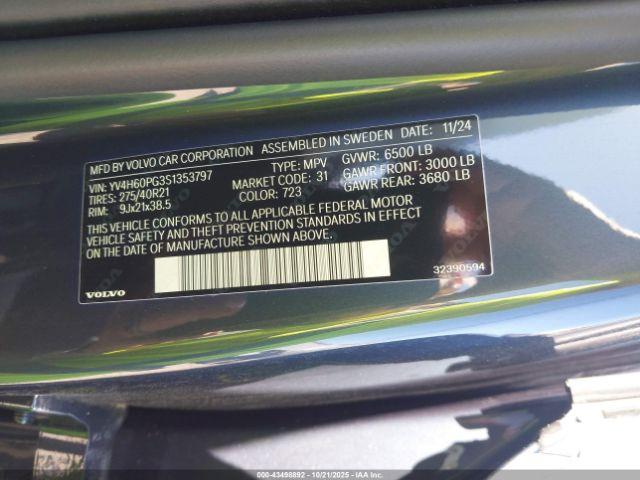 MFD BY VOLVO CAR CORPORATION ASSEMBLED IN SWEDEN DATE: 11/24
VIN: YV4H60PG3S1353797 TYPE: MPV GVWR: 6500 LB
TIRES: 275/40R21 MARKET CODE: 31 GAWR FRONT: 3000 LB
RIM: 9Jx21x38.5 COLOR: 723 GAWR REAR: 3680 LB
THIS VEHICLE CONFORMS TO ALL APPLICABLE FEDERAL MOTOR
VEHICLE SAFETY AND THEFT PREVENTION STANDARDS IN EFFECT
ON THE DATE OF MANUFACTURE SHOWN ABOVE.
VOLVO 32390594
000-43498892 - 10/21/2025 - IAA Inc.